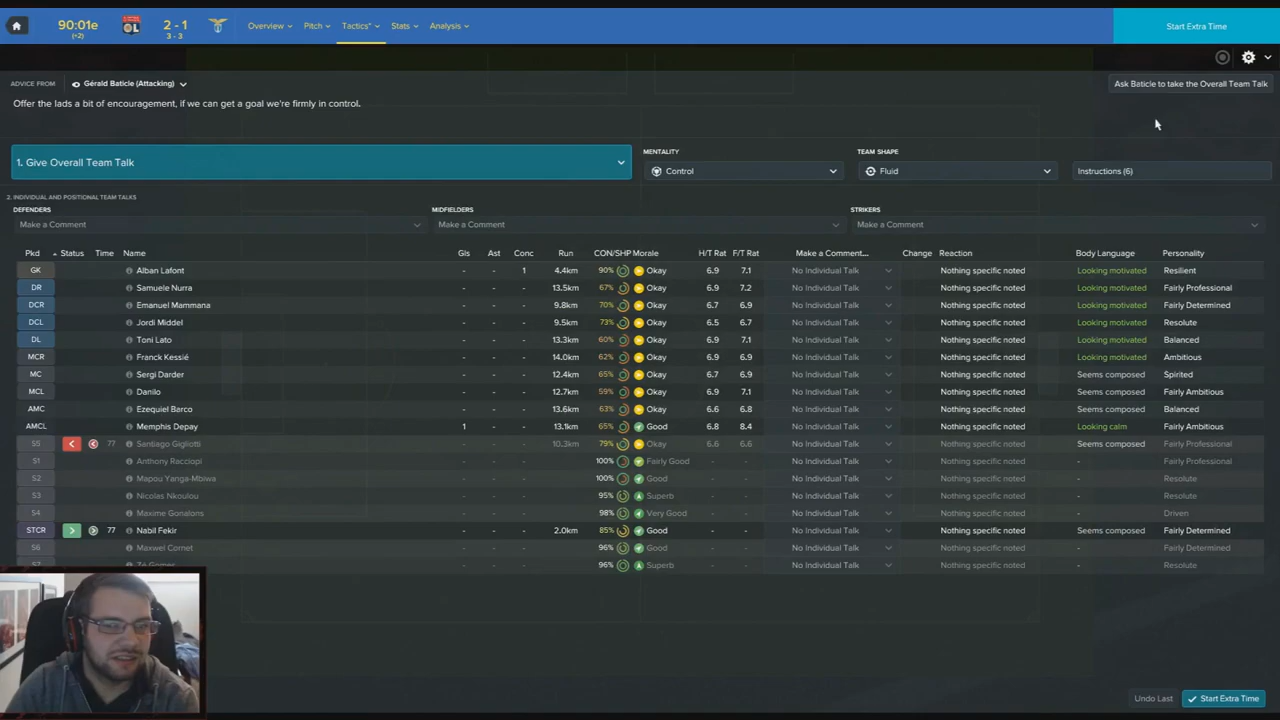 90:01e (+2) OL 2 - 1 3 - 3 Overview Pitch Tactics* Stats Analysis Start Extra Time
ADVICE FROM Gérald Baticle (Attacking) Ask Baticle to take the Overall Team Talk
Offer the lads a bit of encouragement, if we can get a goal we're firmly in control.
MENTALITY TEAM SHAPE
1. Give Overall Team Talk Control Fluid Instructions (6)
2. INDIVIDUAL AND POSITIONAL TEAM TALKS
DEFENDERS MIDFIELDERS STRIKERS
Make a Comment Make a Comment Make a Comment
Pkd Status Time Name Gls Ast Conc Run CON/SHP Morale H/T Rat F/T Rat Make a Comment... Change Reaction Body Language Personality
GK Alban Lafont - - 1 4.4km 90% Okay 6.9 7.1 No Individual Talk Nothing specific noted Looking motivated Resilient
DR Samuele Nurra - - - 13.5km 67% Okay 6.9 7.2 No Individual Talk Nothing specific noted Looking motivated Fairly Professional
DCR Emanuel Mammana - - - 9.8km 70% Okay 6.7 6.9 No Individual Talk Nothing specific noted Looking motivated Fairly Determined
DCL Jordi Middel - - - 9.5km 73% Okay 6.5 6.7 No Individual Talk Nothing specific noted Looking motivated Resolute
DL Toni Lato - - - 13.3km 60% Okay 6.9 7.1 No Individual Talk Nothing specific noted Looking motivated Balanced
MCR Franck Kessié - - - 14.0km 62% Okay 6.9 6.9 No Individual Talk Nothing specific noted Looking motivated Ambitious
MC Sergi Darder - - - 12.4km 65% Okay 6.7 6.9 No Individual Talk Nothing specific noted Seems composed Spirited
MCL Danilo - - - 12.7km 59% Okay 6.9 7.1 No Individual Talk Nothing specific noted Seems composed Fairly Ambitious
AMC Ezequiel Barco - - - 13.6km 63% Okay 6.6 6.8 No Individual Talk Nothing specific noted Seems composed Balanced
AMCL Memphis Depay 1 - - 13.1km 65% Good 6.8 8.4 No Individual Talk Nothing specific noted Looking calm Fairly Ambitious
S5 77 Santiago Gigliotti - - - 10.3km 79% Okay 6.6 6.6 No Individual Talk Nothing specific noted Seems composed Fairly Professional
S1 Anthony Racciopi 100% Fairly Good - - No Individual Talk Nothing specific noted - Fairly Professional
S2 Mapou Yanga-Mbiwa 100% Good - - No Individual Talk Nothing specific noted - Resolute
S3 Nicolas Nkoulou 95% Superb - - No Individual Talk Nothing specific noted - Resolute
S4 Maxime Gonalons 98% Very Good - - No Individual Talk Nothing specific noted - Driven
STCR 77 Nabil Fekir - - - 2.0km 85% Good - - No Individual Talk Nothing specific noted Seems composed Fairly Determined
S6 Maxwel Cornet 96% Good - - No Individual Talk Nothing specific noted - Fairly Determined
S7 Zé Gomes 96% Superb - - No Individual Talk Nothing specific noted - Resolute
Undo Last Start Extra Time